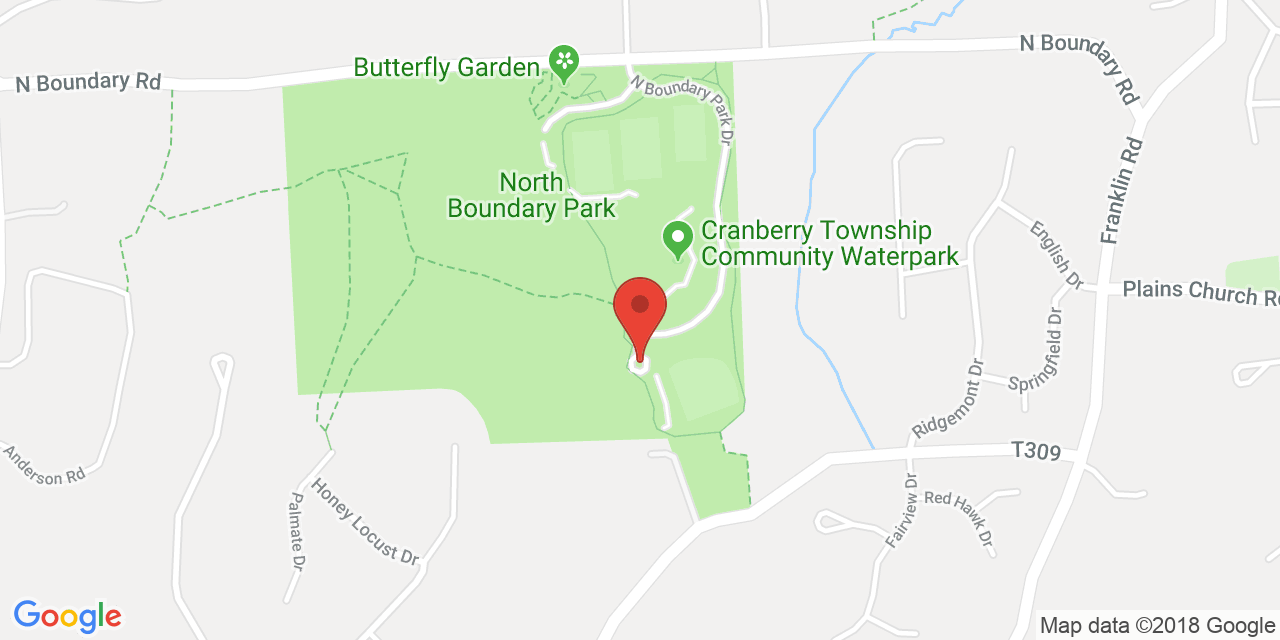 N Boundary Rd
Butterfly Garden
N Boundary Rd
N Boundary Park Dr
North
Boundary Park
Cranberry Township
Community Waterpark
Franklin Rd
English Dr
Plains Church Rd
Springfield Dr
Ridgemont Dr
T309
Anderson Rd
Palmate Dr
Honey Locust Dr
Fairview Dr
Red Hawk Dr
Google
Map data ©2018 Google